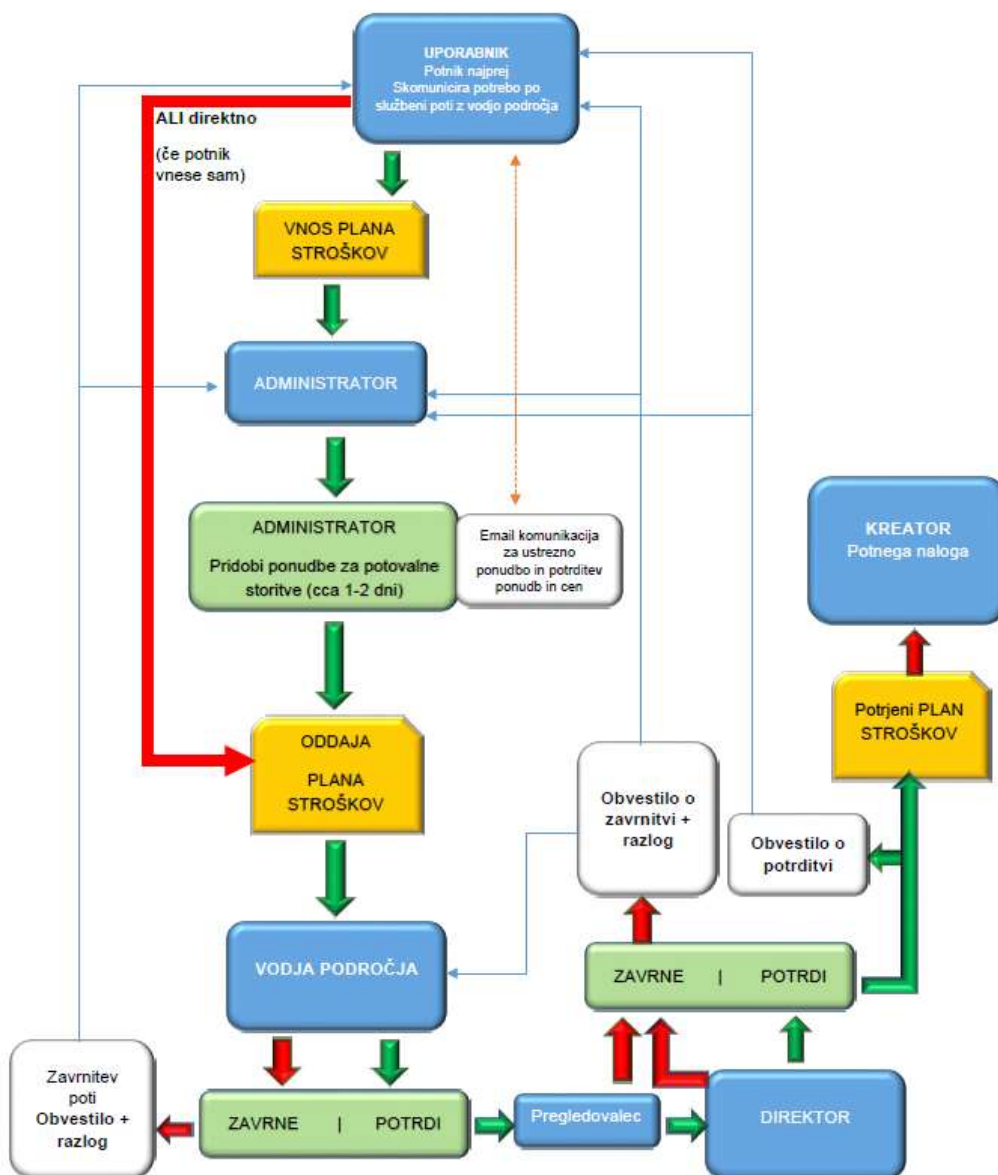 UPORABNIK
Potnik najprej
Skomunicira potrebo po
službeni poti z vodjo področja
ALI direktno
(če potnik
vnese sam)
VNOS PLANA
STROŠKOV
ADMINISTRATOR
ADMINISTRATOR
Pridobi ponudbe za potovalne
storitve (cca 1-2 dni)
Email komunikacija
za ustrezno
ponudbo in potrditev
ponudb in cen
KREATOR
Potnega naloga
Potrjeni PLAN
STROŠKOV
ODDAJA
PLANA
STROŠKOV
Obvestilo o
zavrnitvi +
razlog
Obvestilo o
potrditvi
VODJA PODROČJA
ZAVRNE | POTRDI
Zavrnitev
poti
Obvestilo +
razlog
ZAVRNE | POTRDI
Pregledovalec
DIREKTOR